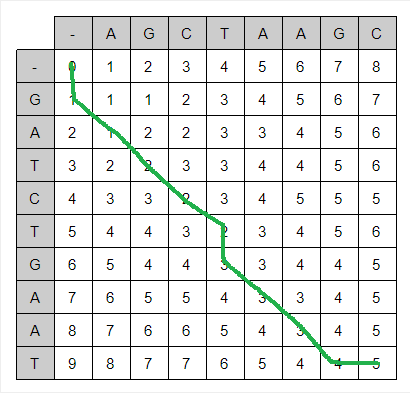 - A G C T A A G C
- 0 1 2 3 4 5 6 7 8
G 1 1 1 2 3 4 5 6 7
A 2 1 2 2 3 3 4 5 6
T 3 2 2 3 3 4 4 5 6
C 4 3 3 2 3 4 5 5 5
T 5 4 4 3 2 3 4 5 6
G 6 5 4 4 3 3 4 4 5
A 7 6 5 5 4 3 3 4 5
A 8 7 6 6 5 4 3 4 5
T 9 8 7 7 6 5 4 4 5